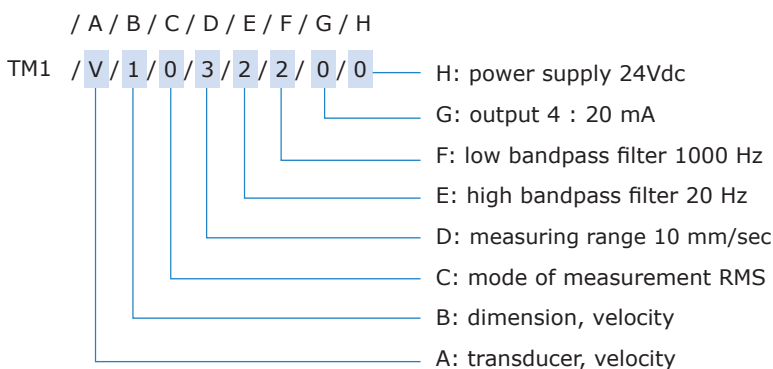 / A / B / C / D / E / F / G / H
TM1 / V / 1 / 0 / 3 / 2 / 2 / 0 / 0
H: power supply 24Vdc
G: output 4 : 20 mA
F: low bandpass filter 1000 Hz
E: high bandpass filter 20 Hz
D: measuring range 10 mm/sec
C: mode of measurement RMS
B: dimension, velocity
A: transducer, velocity